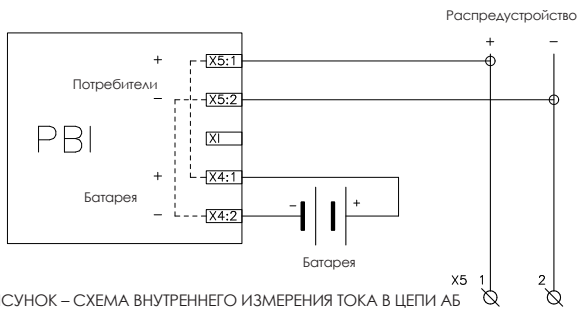 Распредустройство
+ −
+ X5:1
Потребители
− X5:2
PBI
XI
+ X4:1
Батарея
− X4:2
− +
Батарея
X5 1 2
СУНОК – СХЕМА ВНУТРЕННЕГО ИЗМЕРЕНИЯ ТОКА В ЦЕПИ АБ